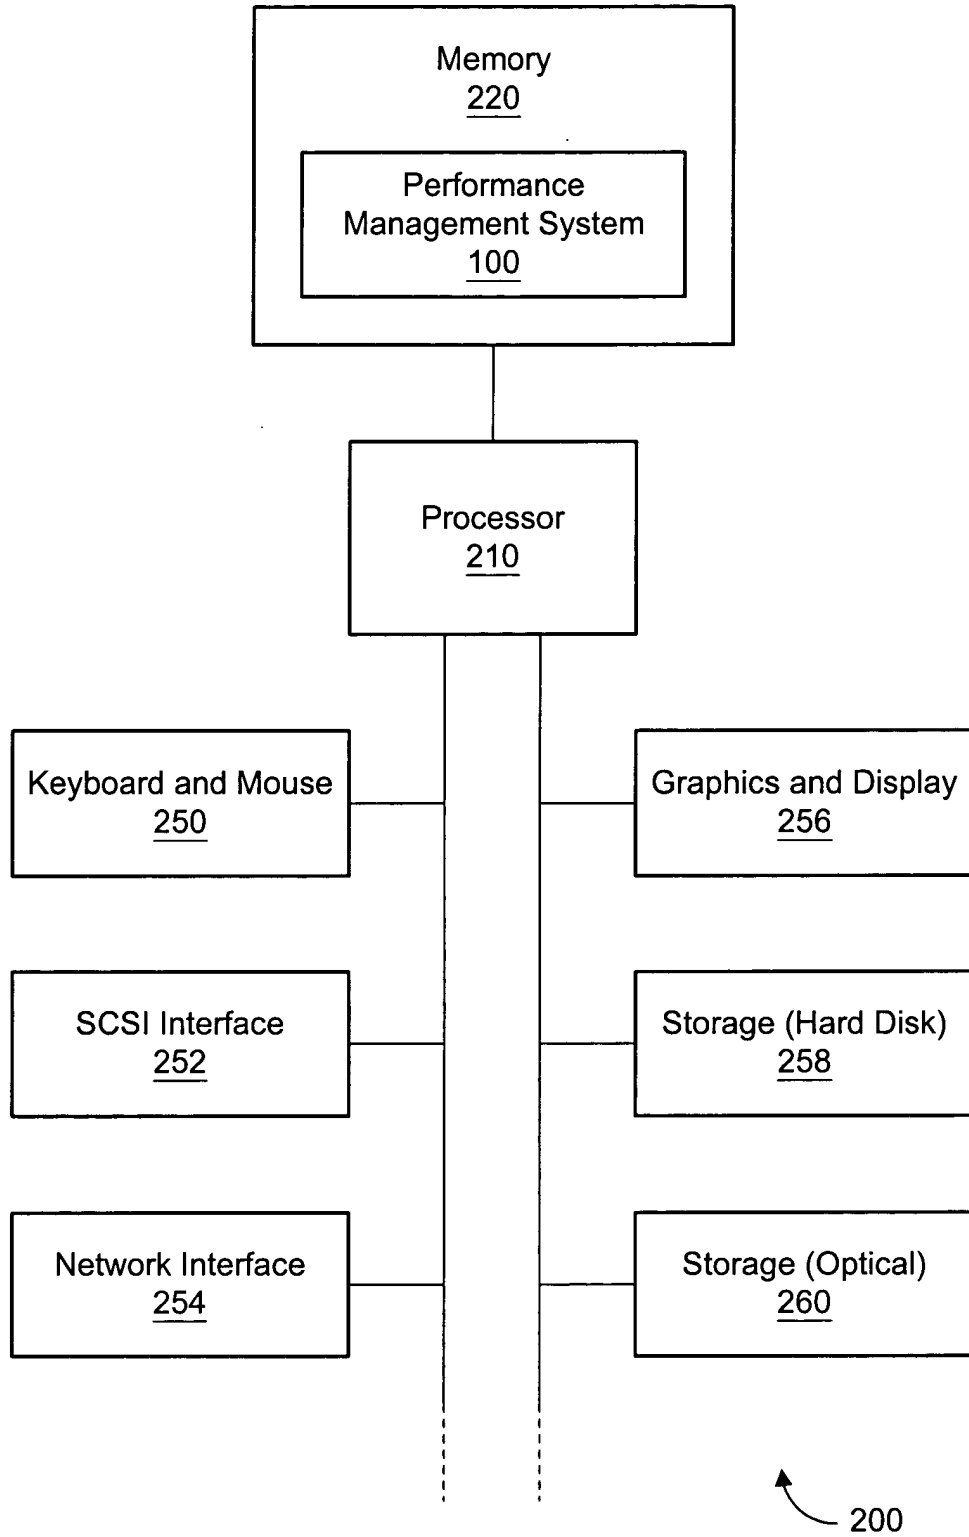 Memory
220
Performance
Management System
100
Processor
210
Keyboard and Mouse
250
Graphics and Display
256
SCSI Interface
252
Storage (Hard Disk)
258
Network Interface
254
Storage (Optical)
260
200